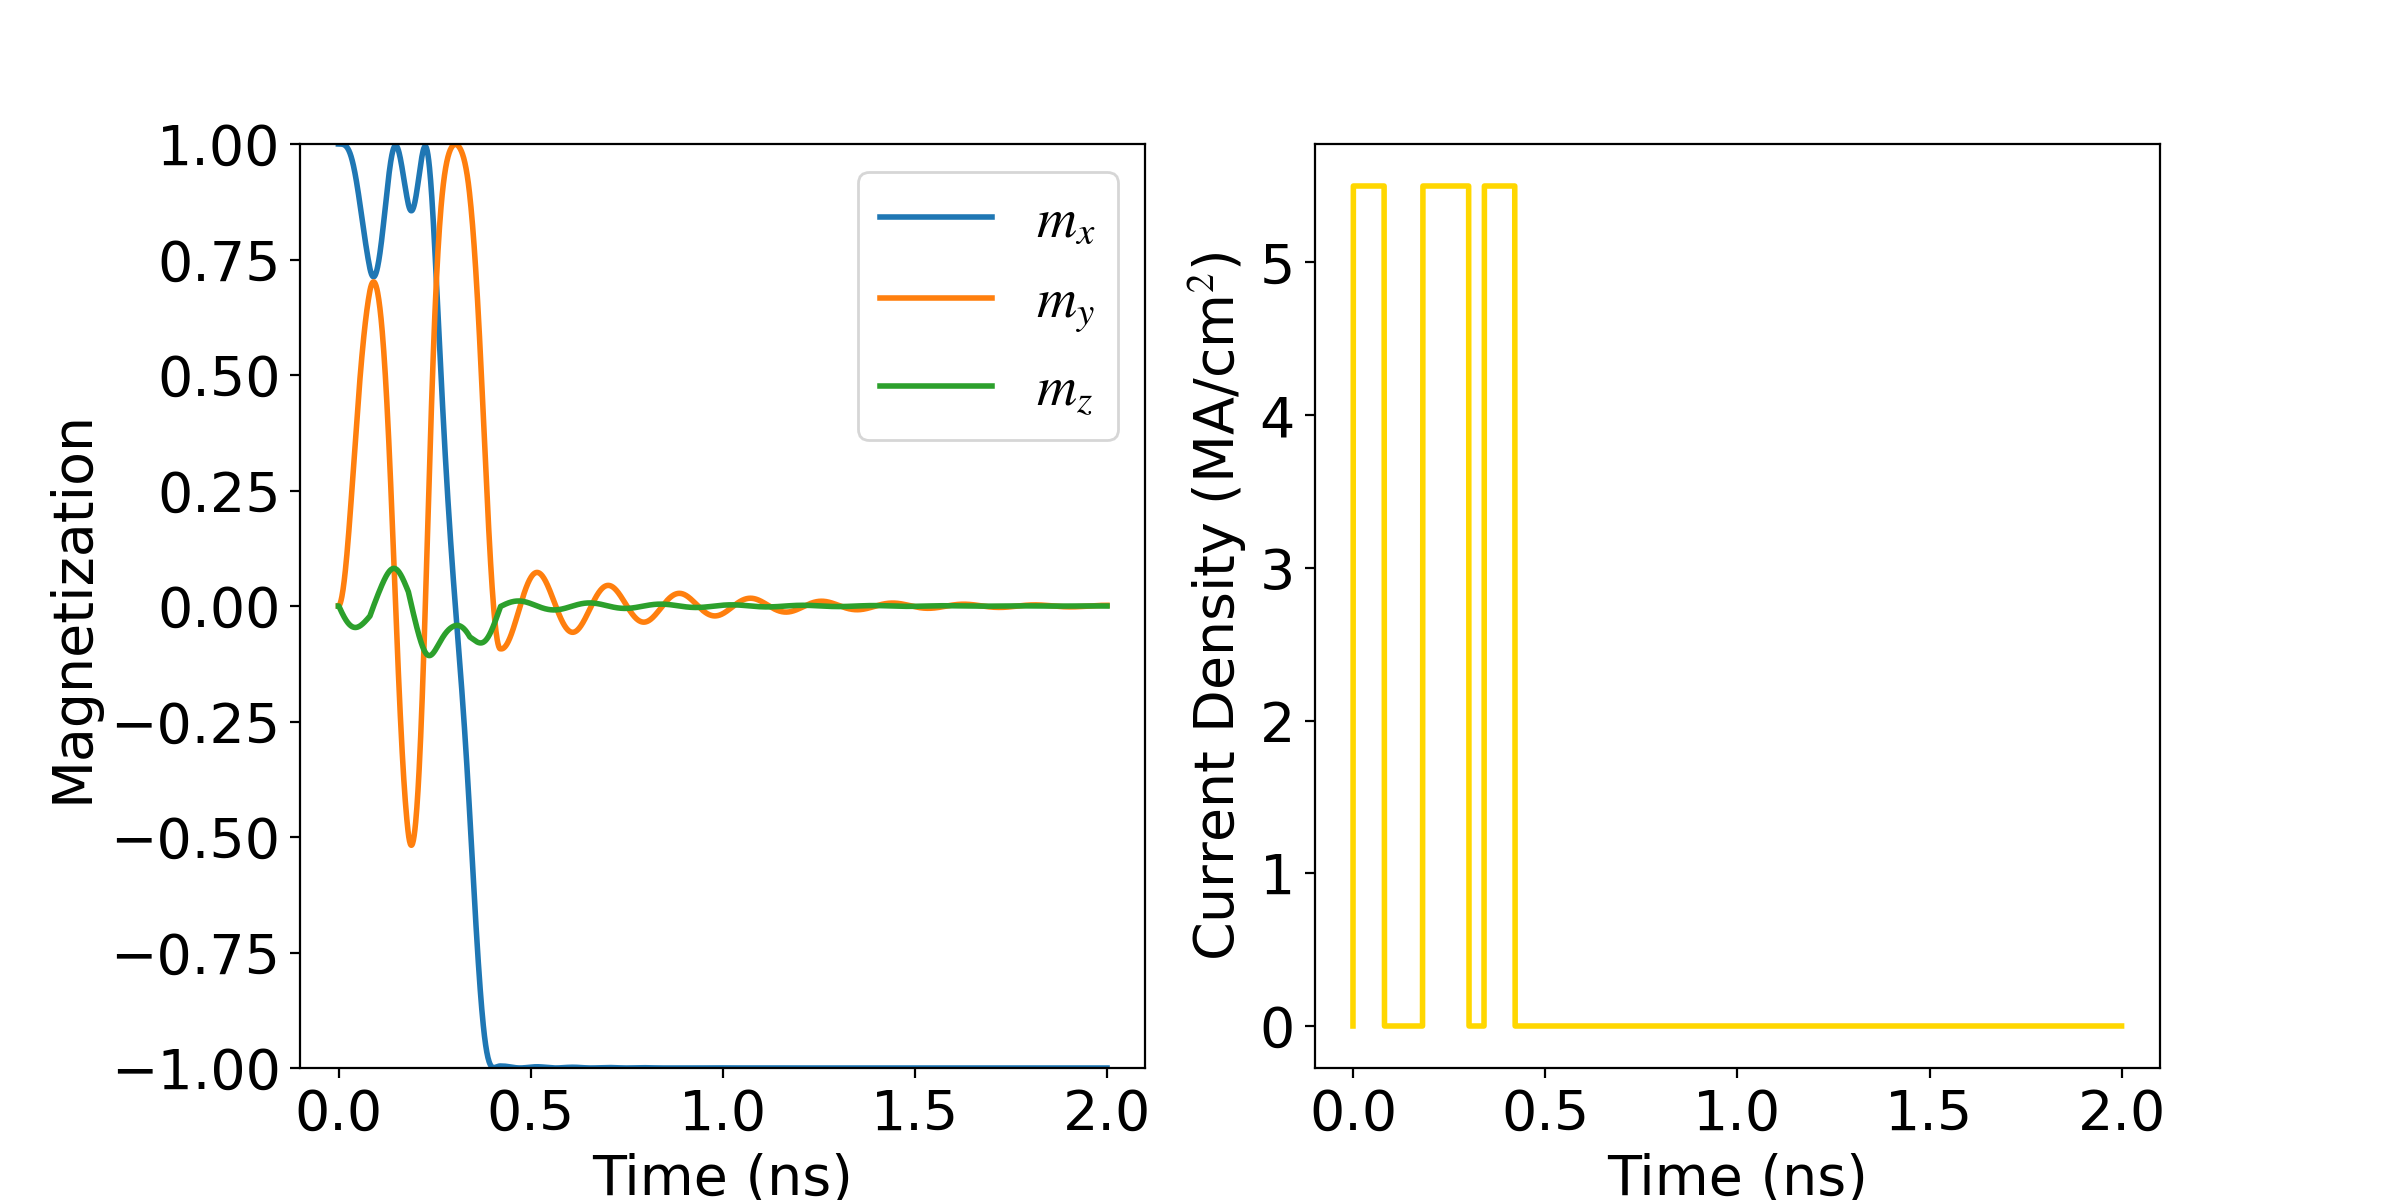 Magnetization
1.00
0.75
0.50
0.25
0.00
−0.25
−0.50
−0.75
−1.00
0.0 0.5 1.0 1.5 2.0
Time (ns)
m_x
m_y
m_z
Current Density (MA/cm²)
5
4
3
2
1
0
0.0 0.5 1.0 1.5 2.0
Time (ns)